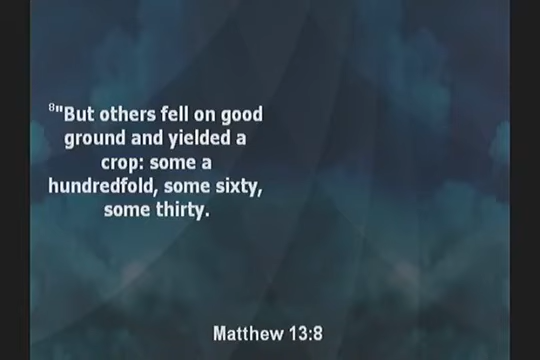 8"But others fell on good
ground and yielded a
crop: some a
hundredfold, some sixty,
some thirty.
Matthew 13:8